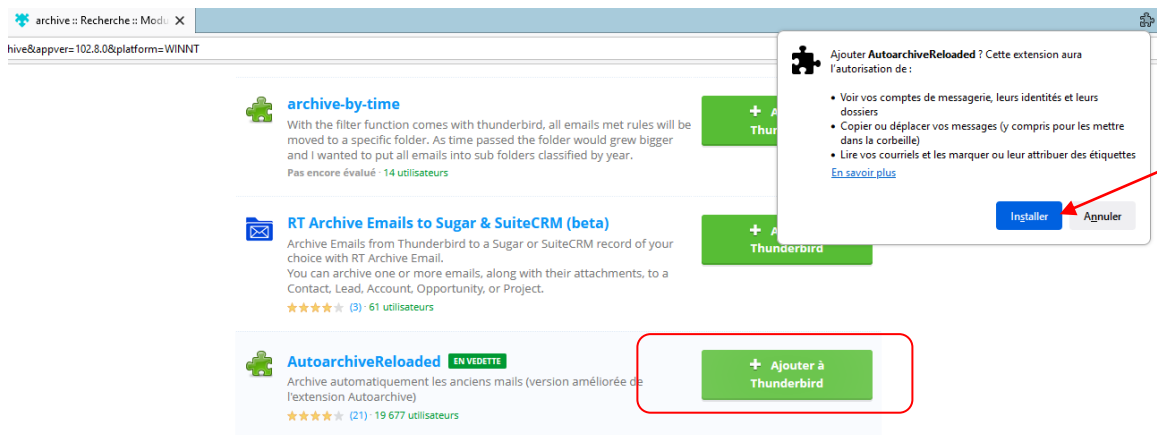 archive :: Recherche :: Modu
hive&appver=102.8.0&platform=WINNT
archive-by-time
With the filter function comes with thunderbird, all emails met rules will be
moved to a specific folder. As time passed the folder would grew bigger
and I wanted to put all emails into sub folders classified by year.
Pas encore évalué · 14 utilisateurs
RT Archive Emails to Sugar & SuiteCRM (beta)
Archive Emails from Thunderbird to a Sugar or SuiteCRM record of your
choice with RT Archive Email.
You can archive one or more emails, along with their attachments, to a
Contact, Lead, Account, Opportunity, or Project.
(3) · 61 utilisateurs
Thunderbird
AutoarchiveReloaded EN VEDETTE
Archive automatiquement les anciens mails (version améliorée de
l'extension Autoarchive)
(21) · 19 677 utilisateurs
+ Ajouter à
Thunderbird
Ajouter AutoarchiveReloaded ? Cette extension aura
l'autorisation de :
• Voir vos comptes de messagerie, leurs identités et leurs
dossiers
• Copier ou déplacer vos messages (y compris pour les mettre
dans la corbeille)
• Lire vos courriels et les marquer ou leur attribuer des étiquettes
En savoir plus
Installer
Annuler